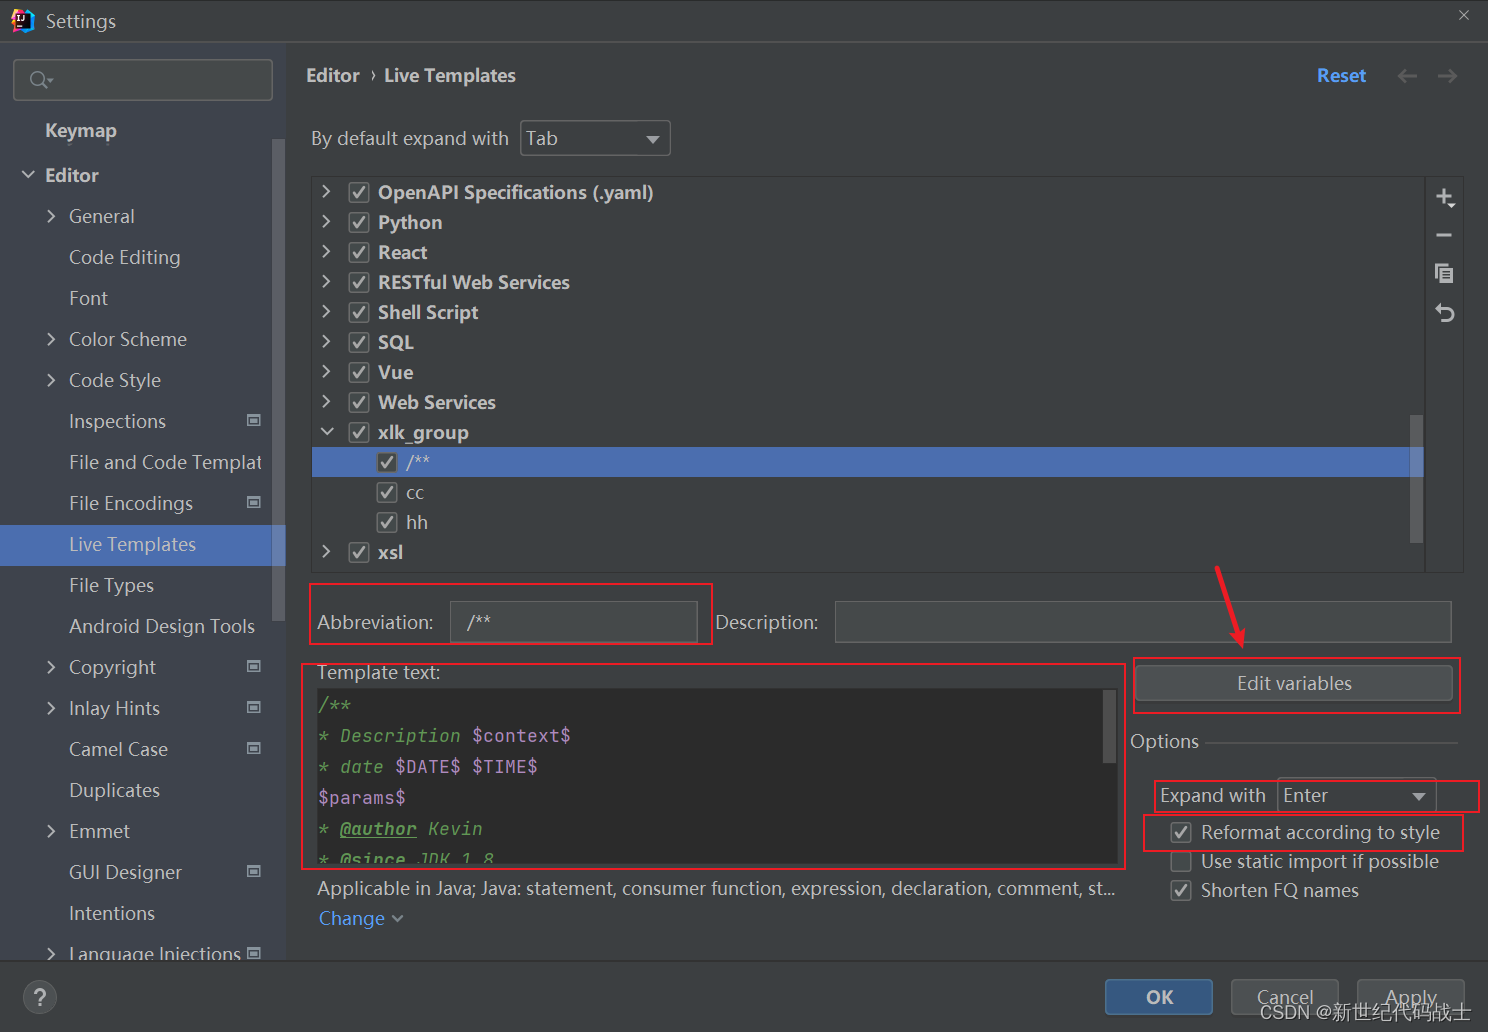 Settings
Keymap
Editor
General
Code Editing
Font
Color Scheme
Code Style
Inspections
File and Code Templat
File Encodings
Live Templates
File Types
Android Design Tools
Copyright
Inlay Hints
Camel Case
Duplicates
Emmet
GUI Designer
Intentions
Language Injections
Editor › Live Templates
Reset
By default expand with Tab
OpenAPI Specifications (.yaml)
Python
React
RESTful Web Services
Shell Script
SQL
Vue
Web Services
xlk_group
/**
cc
hh
xsl
Abbreviation: /**
Description:
Template text:
/**
* Description $context$
* date $DATE$ $TIME$
$params$
* @author Kevin
* @since JDK 1.8
Edit variables
Options
Expand with Enter
Reformat according to style
Use static import if possible
Shorten FQ names
Applicable in Java; Java: statement, consumer function, expression, declaration, comment, st...
Change
?
OK
Cancel
Apply
CSDN @新世纪代码战士